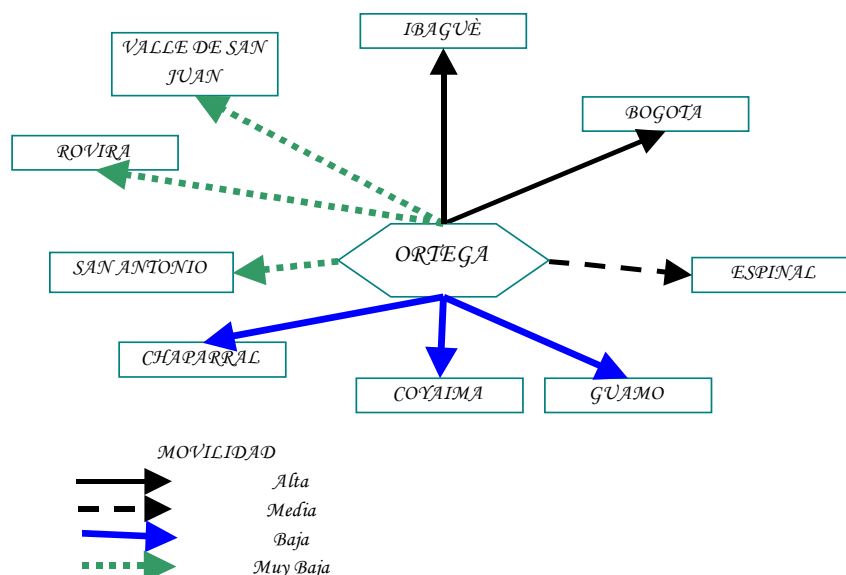 IBAGUÈ
VALLE DE SAN
JUAN
BOGOTA
ROVIRA
ORTEGA
SAN ANTONIO
ESPINAL
CHAPARRAL
COYAIMA
GUAMO
MOVILIDAD
Alta
Media
Baja
Muy Baja